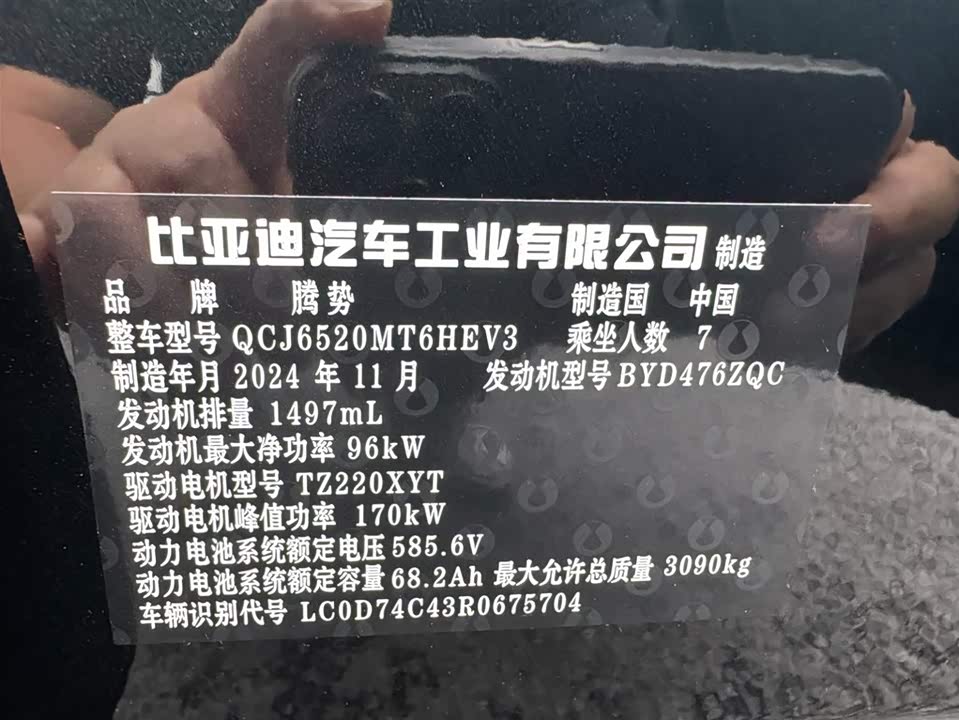 比亚迪汽车工业有限公司 制造
品 牌 腾势 制造国 中国
整车型号 QCJ6520MT6HEV3 乘坐人数 7
制造年月 2024 年 11 月 发动机型号 BYD476ZQC
发动机排量 1497mL
发动机最大净功率 96kW
驱动电机型号 TZ220XYT
驱动电机峰值功率 170kW
动力电池系统额定电压 585.6V
动力电池系统额定容量 68.2Ah 最大允许总质量 3090kg
车辆识别代号 LC0D74C43R0675704